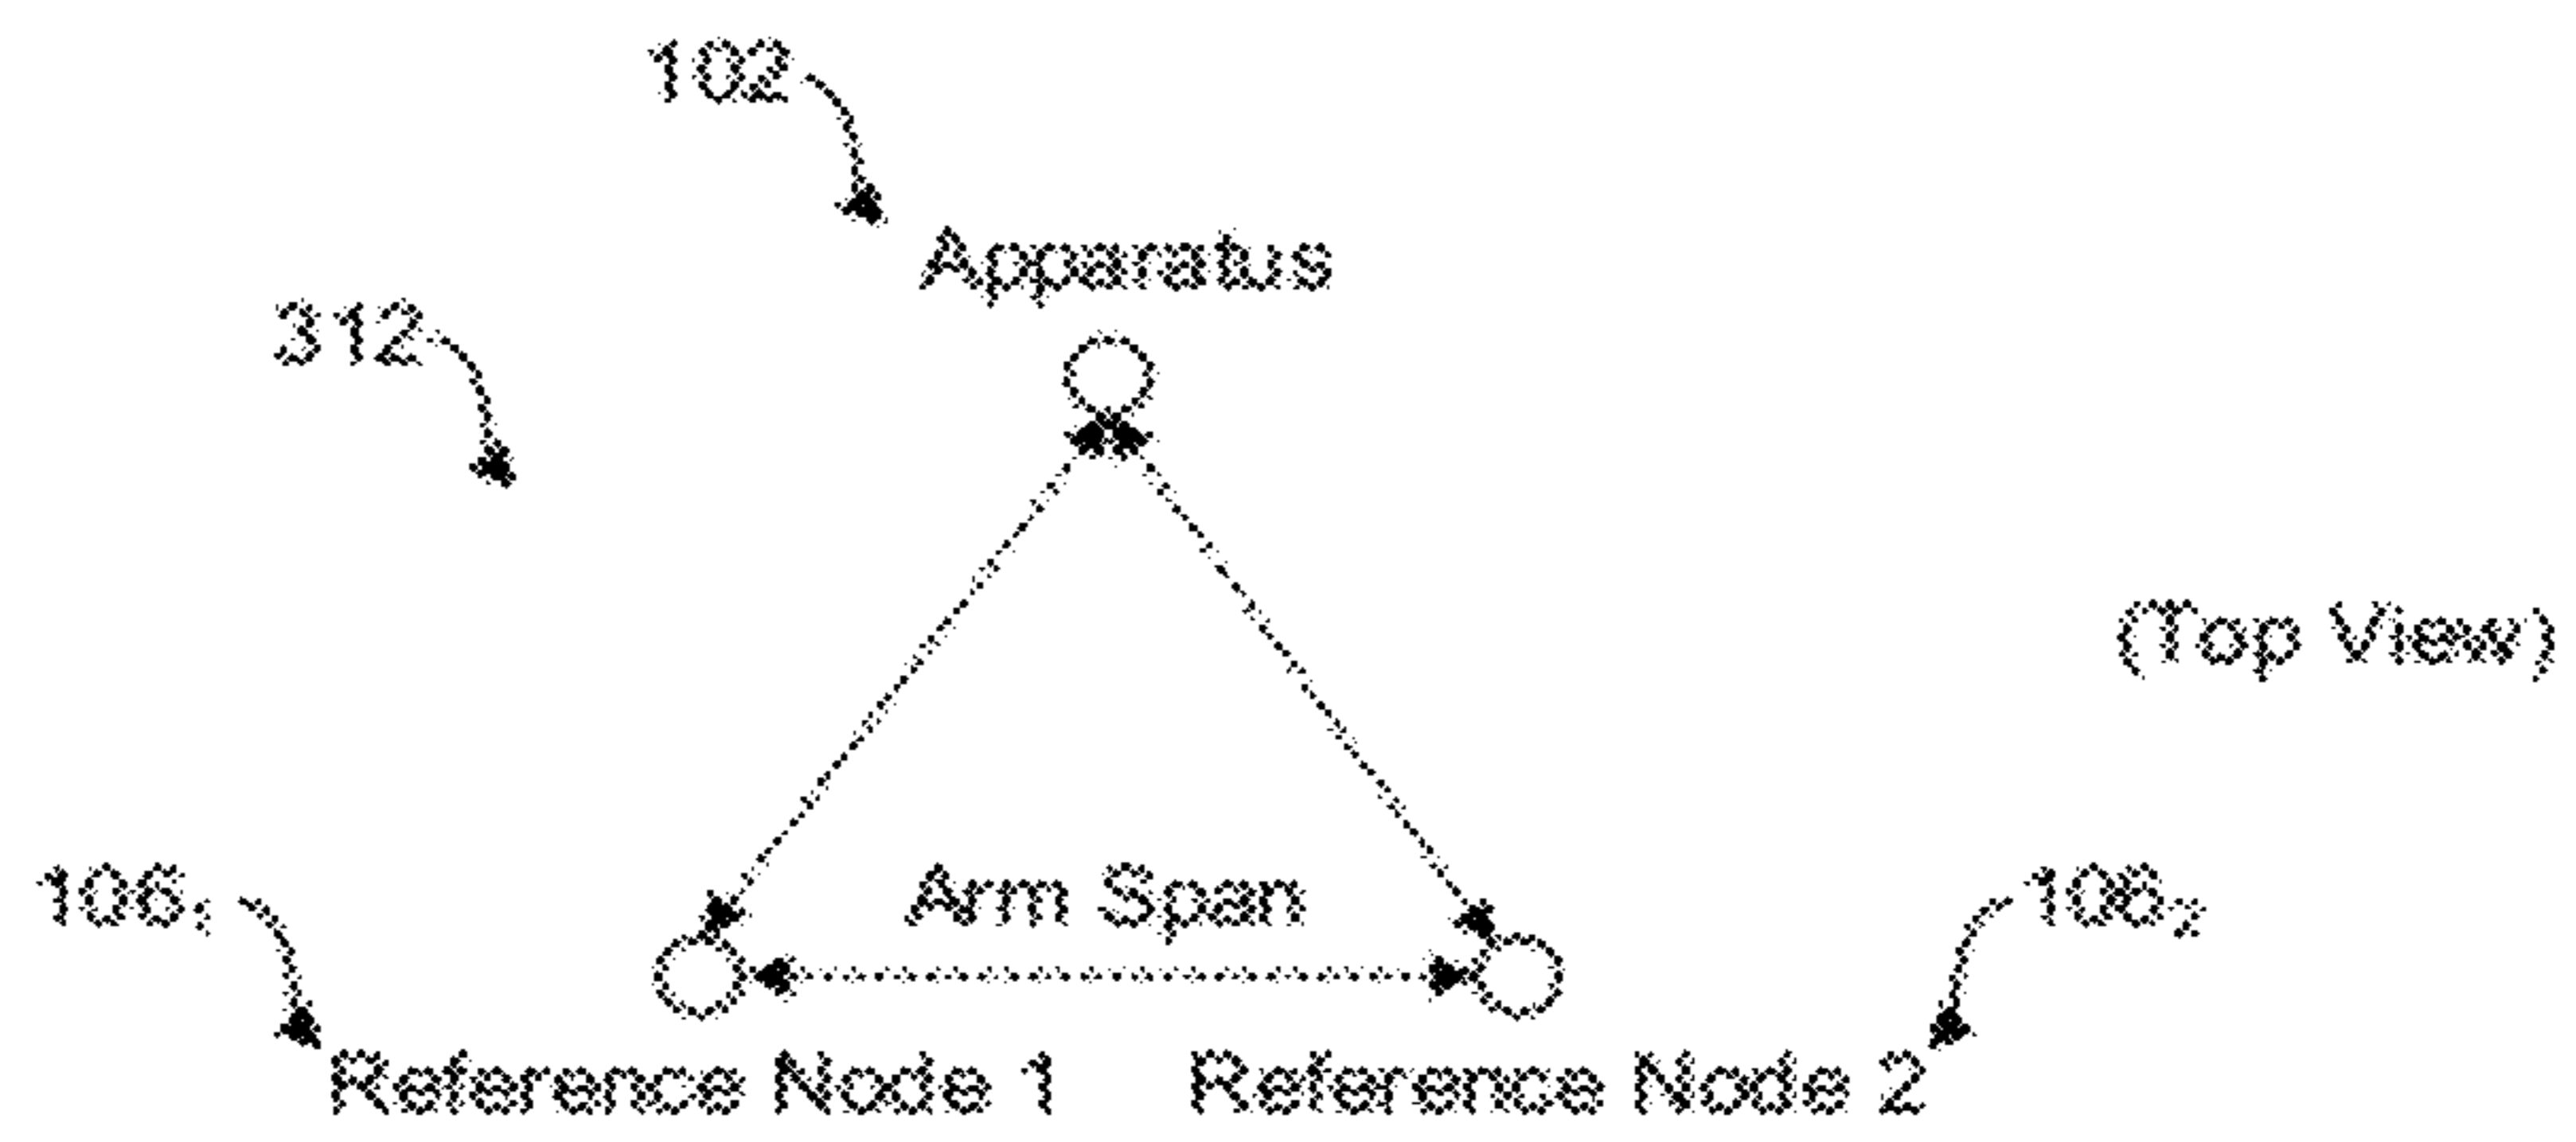 102
Apparatus
312
(Top View)
106₁
Arm Span
106₂
Reference Node 1
Reference Node 2